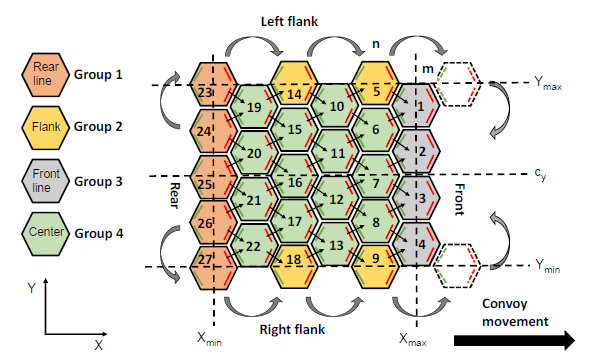 Left flank
n
m
Rear
line
Group 1
Flank
Group 2
Front
line
Group 3
Center
Group 4
Y
X
23
24
25
26
27
19
20
21
22
14
15
16
17
18
10
11
12
13
5
6
7
8
9
1
2
3
4
Rear
Front
Ymax
cy
Ymin
Xmin
Xmax
Right flank
Convoy
movement